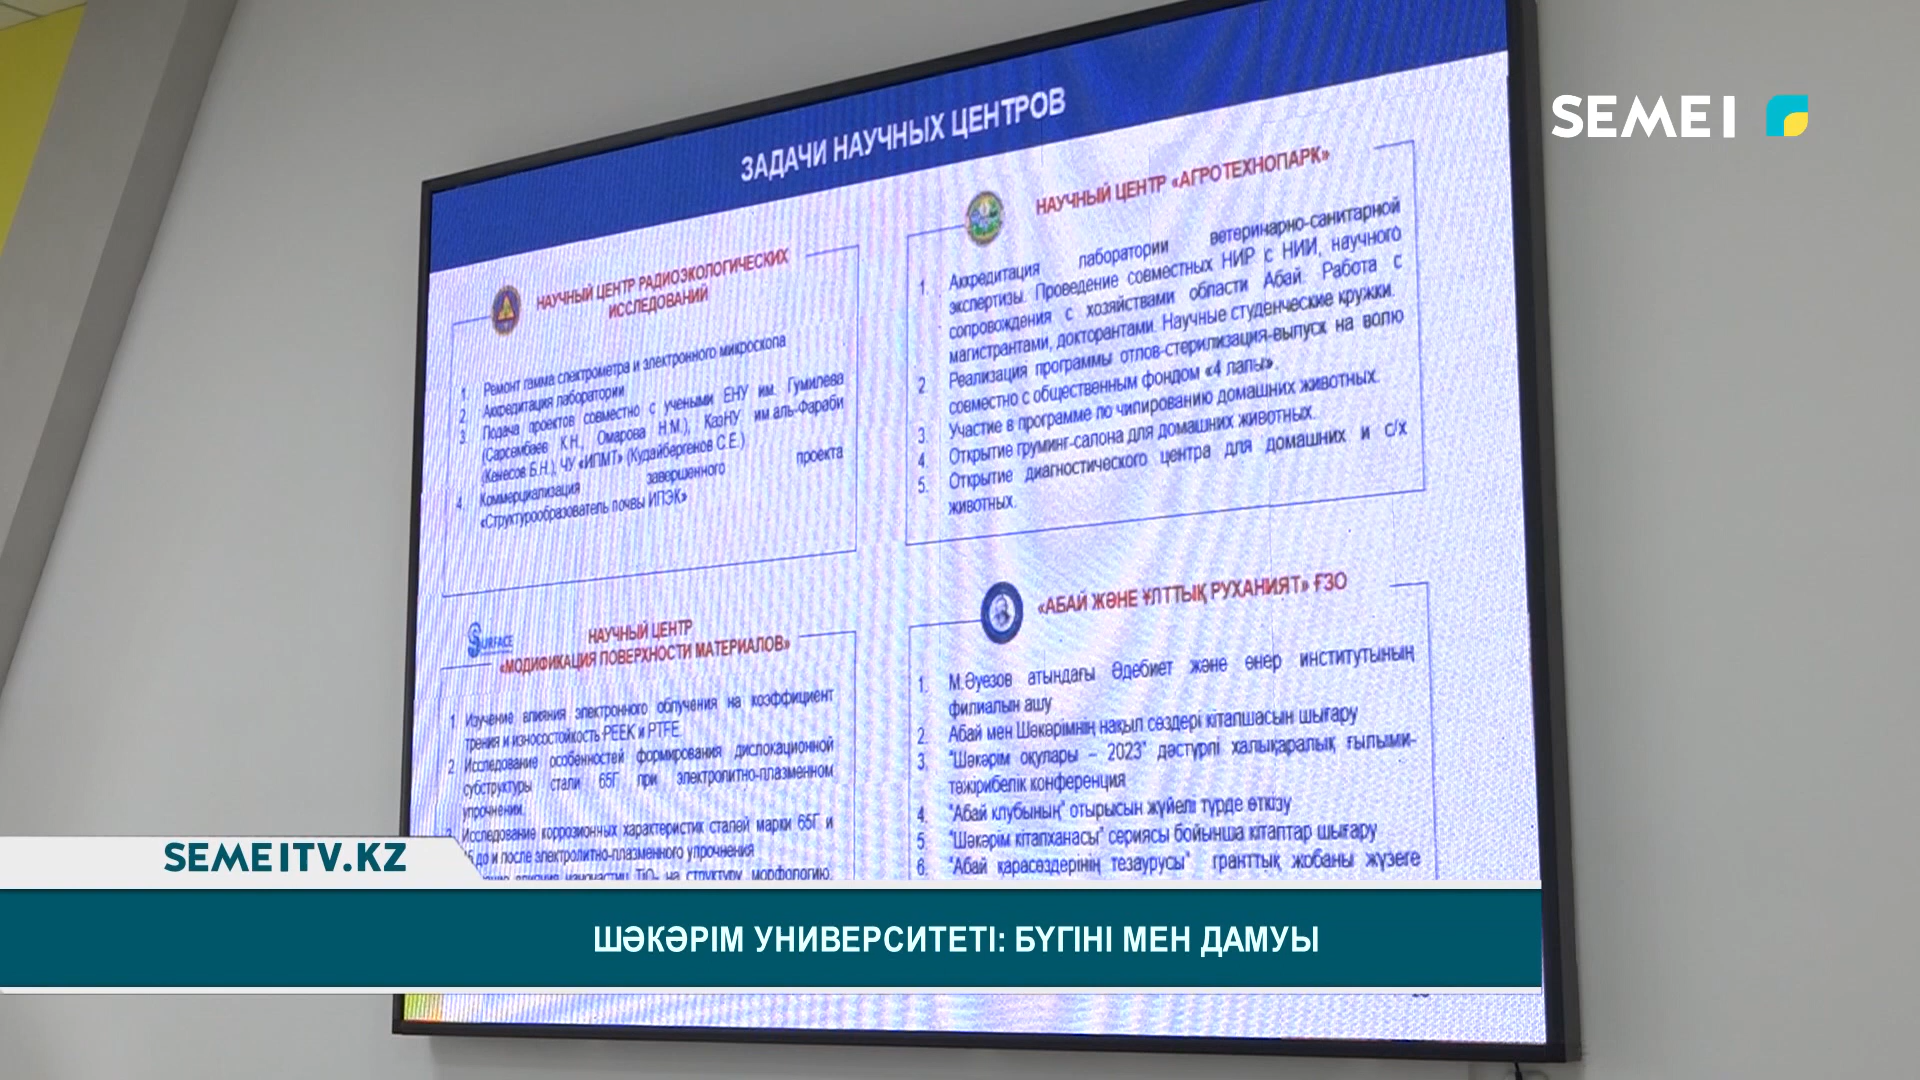 SEMEI
ЗАДАЧИ НАУЧНЫХ ЦЕНТРОВ
НАУЧНЫЙ ЦЕНТР РАДИОЭКОЛОГИЧЕСКИХ
ИССЛЕДОВАНИЙ
1. Ремонт гамма спектрометра и электронного микроскопа
2. Аккредитация лаборатории
3. Подача проектов совместно с учеными ЕНУ им. Гумилева
(Сарсембаев К.Н., Омарова Н.М.), КазНУ им аль-Фараби
(Кенесов Б.Н.), ЧУ «ИПМТ» (Кудайбергенов С.Е.)
4. Коммерциализация завершенного проекта
«Структурообразователь почвы ИПЭК»
НАУЧНЫЙ ЦЕНТР «АГРОТЕХНОПАРК»
1. Аккредитация лаборатории ветеринарно-санитарной
экспертизы. Проведение совместных НИР с НИИ, научного
сопровождения с хозяйствами области Абай. Работа с
магистрантами, докторантами. Научные студенческие кружки.
2 Реализация программы отлов-стерилизация-выпуск на волю
совместно с общественным фондом «4 лапы».
3. Участие в программе по чипированию домашних животных.
4. Открытие груминг-салона для домашних животных.
5. Открытие диагностического центра для домашних и с/х
животных.
SURFACE
НАУЧНЫЙ ЦЕНТР
«МОДИФИКАЦИЯ ПОВЕРХНОСТИ МАТЕРИАЛОВ»
1 Изучение влияния электронного облучения на коэффициент
трения и износостойкость PEEK и PTFE.
2 Исследование особенностей формирования дислокационной
субструктуры стали 65Г при электролитно-плазменном
упрочнении.
3 Исследование коррозионных характеристик сталей марки 65Г и
до и после электролитно-плазменного упрочнения
наночастиц TiO₂ на структуру, морфологию,
«АБАЙ ЖӘНЕ ҰЛТТЫҚ РУХАНИЯТ» ҒЗО
1. М.Әуезов атындағы Әдебиет және өнер институтының
филиалын ашу
2. Абай мен Шәкәрімнің нақыл сөздері кітапшасын шығару
3. "Шәкәрім оқулары – 2023" дәстүрлі халықаралық ғылыми-
тәжірибелік конференция
4. "Абай клубының" отырысын жүйелі түрде өткізу
5. "Шәкәрім кітапханасы" сериясы бойынша кітаптар шығару
6. "Абай қарасөздерінің тезаурусы" гранттық жобаны жүзеге
SEMEITV.KZ
ШӘКӘРІМ УНИВЕРСИТЕТІ: БҮГІНІ МЕН ДАМУЫ